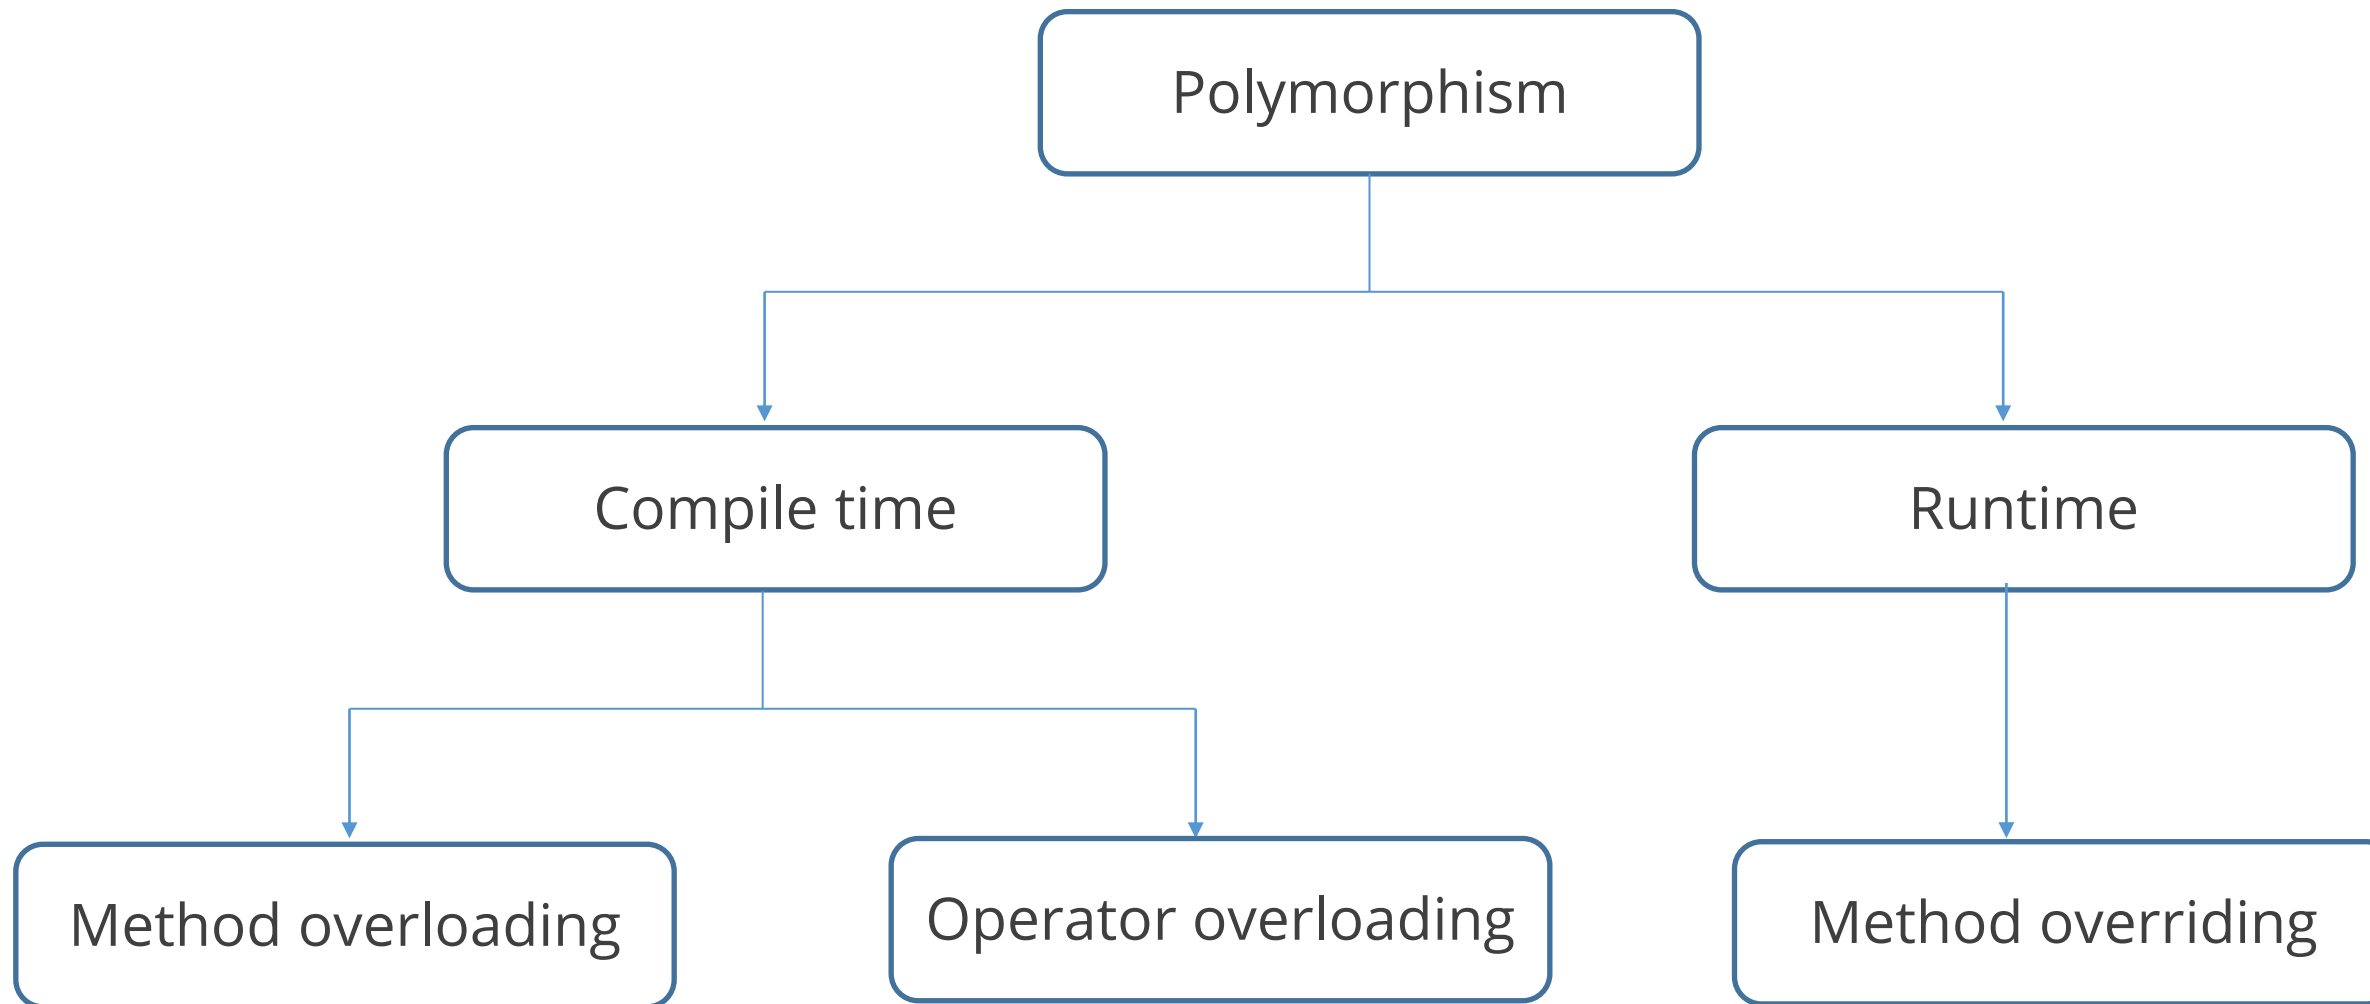 Polymorphism
Compile time
Runtime
Method overloading
Operator overloading
Method overriding